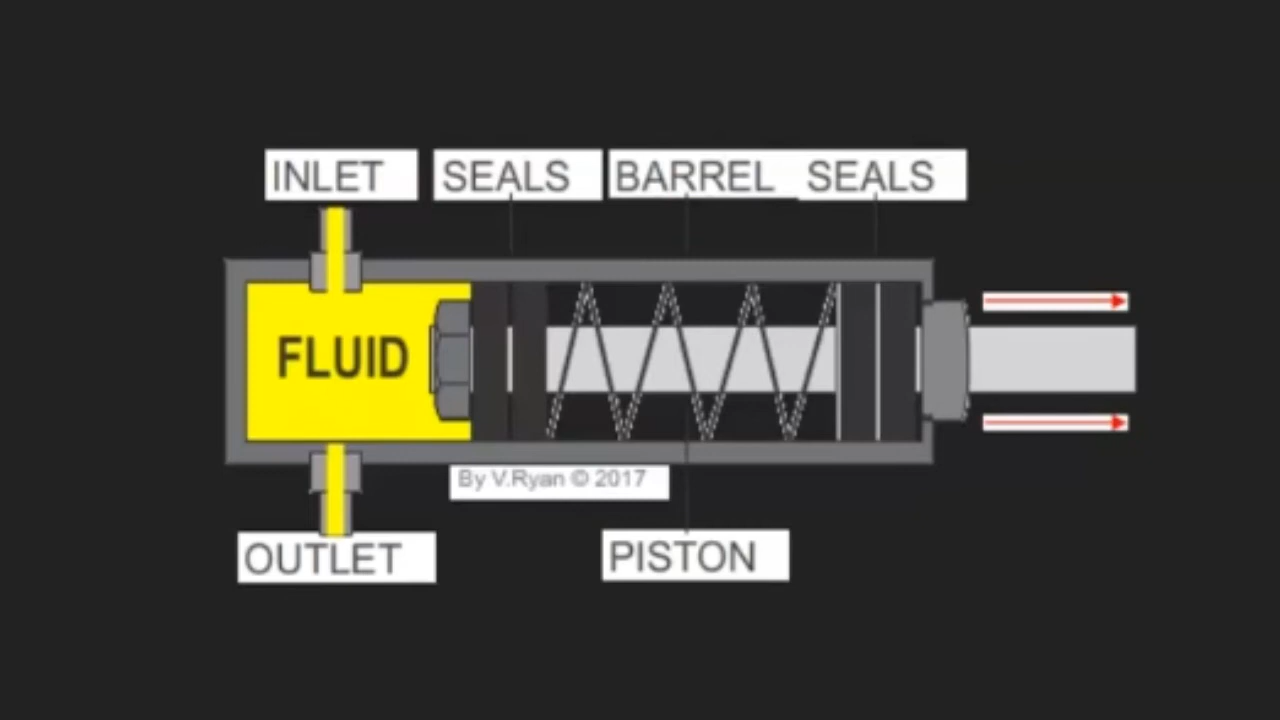 INLET
SEALS
BARREL
SEALS
FLUID
By V.Ryan © 2017
OUTLET
PISTON